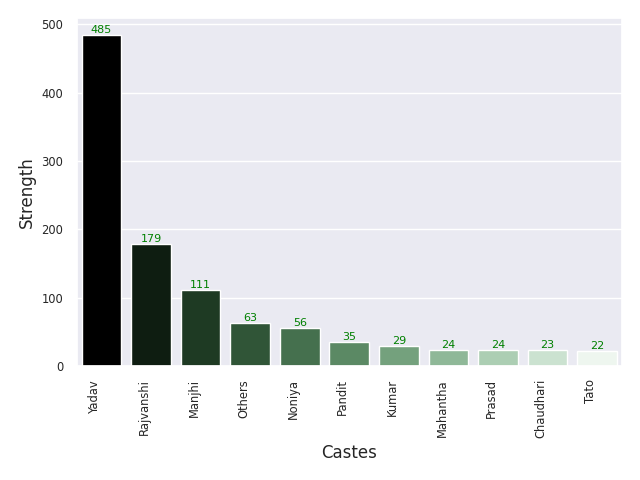 500
400
300
200
100
0
Strength
485
179
111
63
56
35
29
24
24
23
22
Yadav
Rajvanshi
Manjhi
Others
Noniya
Pandit
Kumar
Mahantha
Prasad
Chaudhari
Tato
Castes